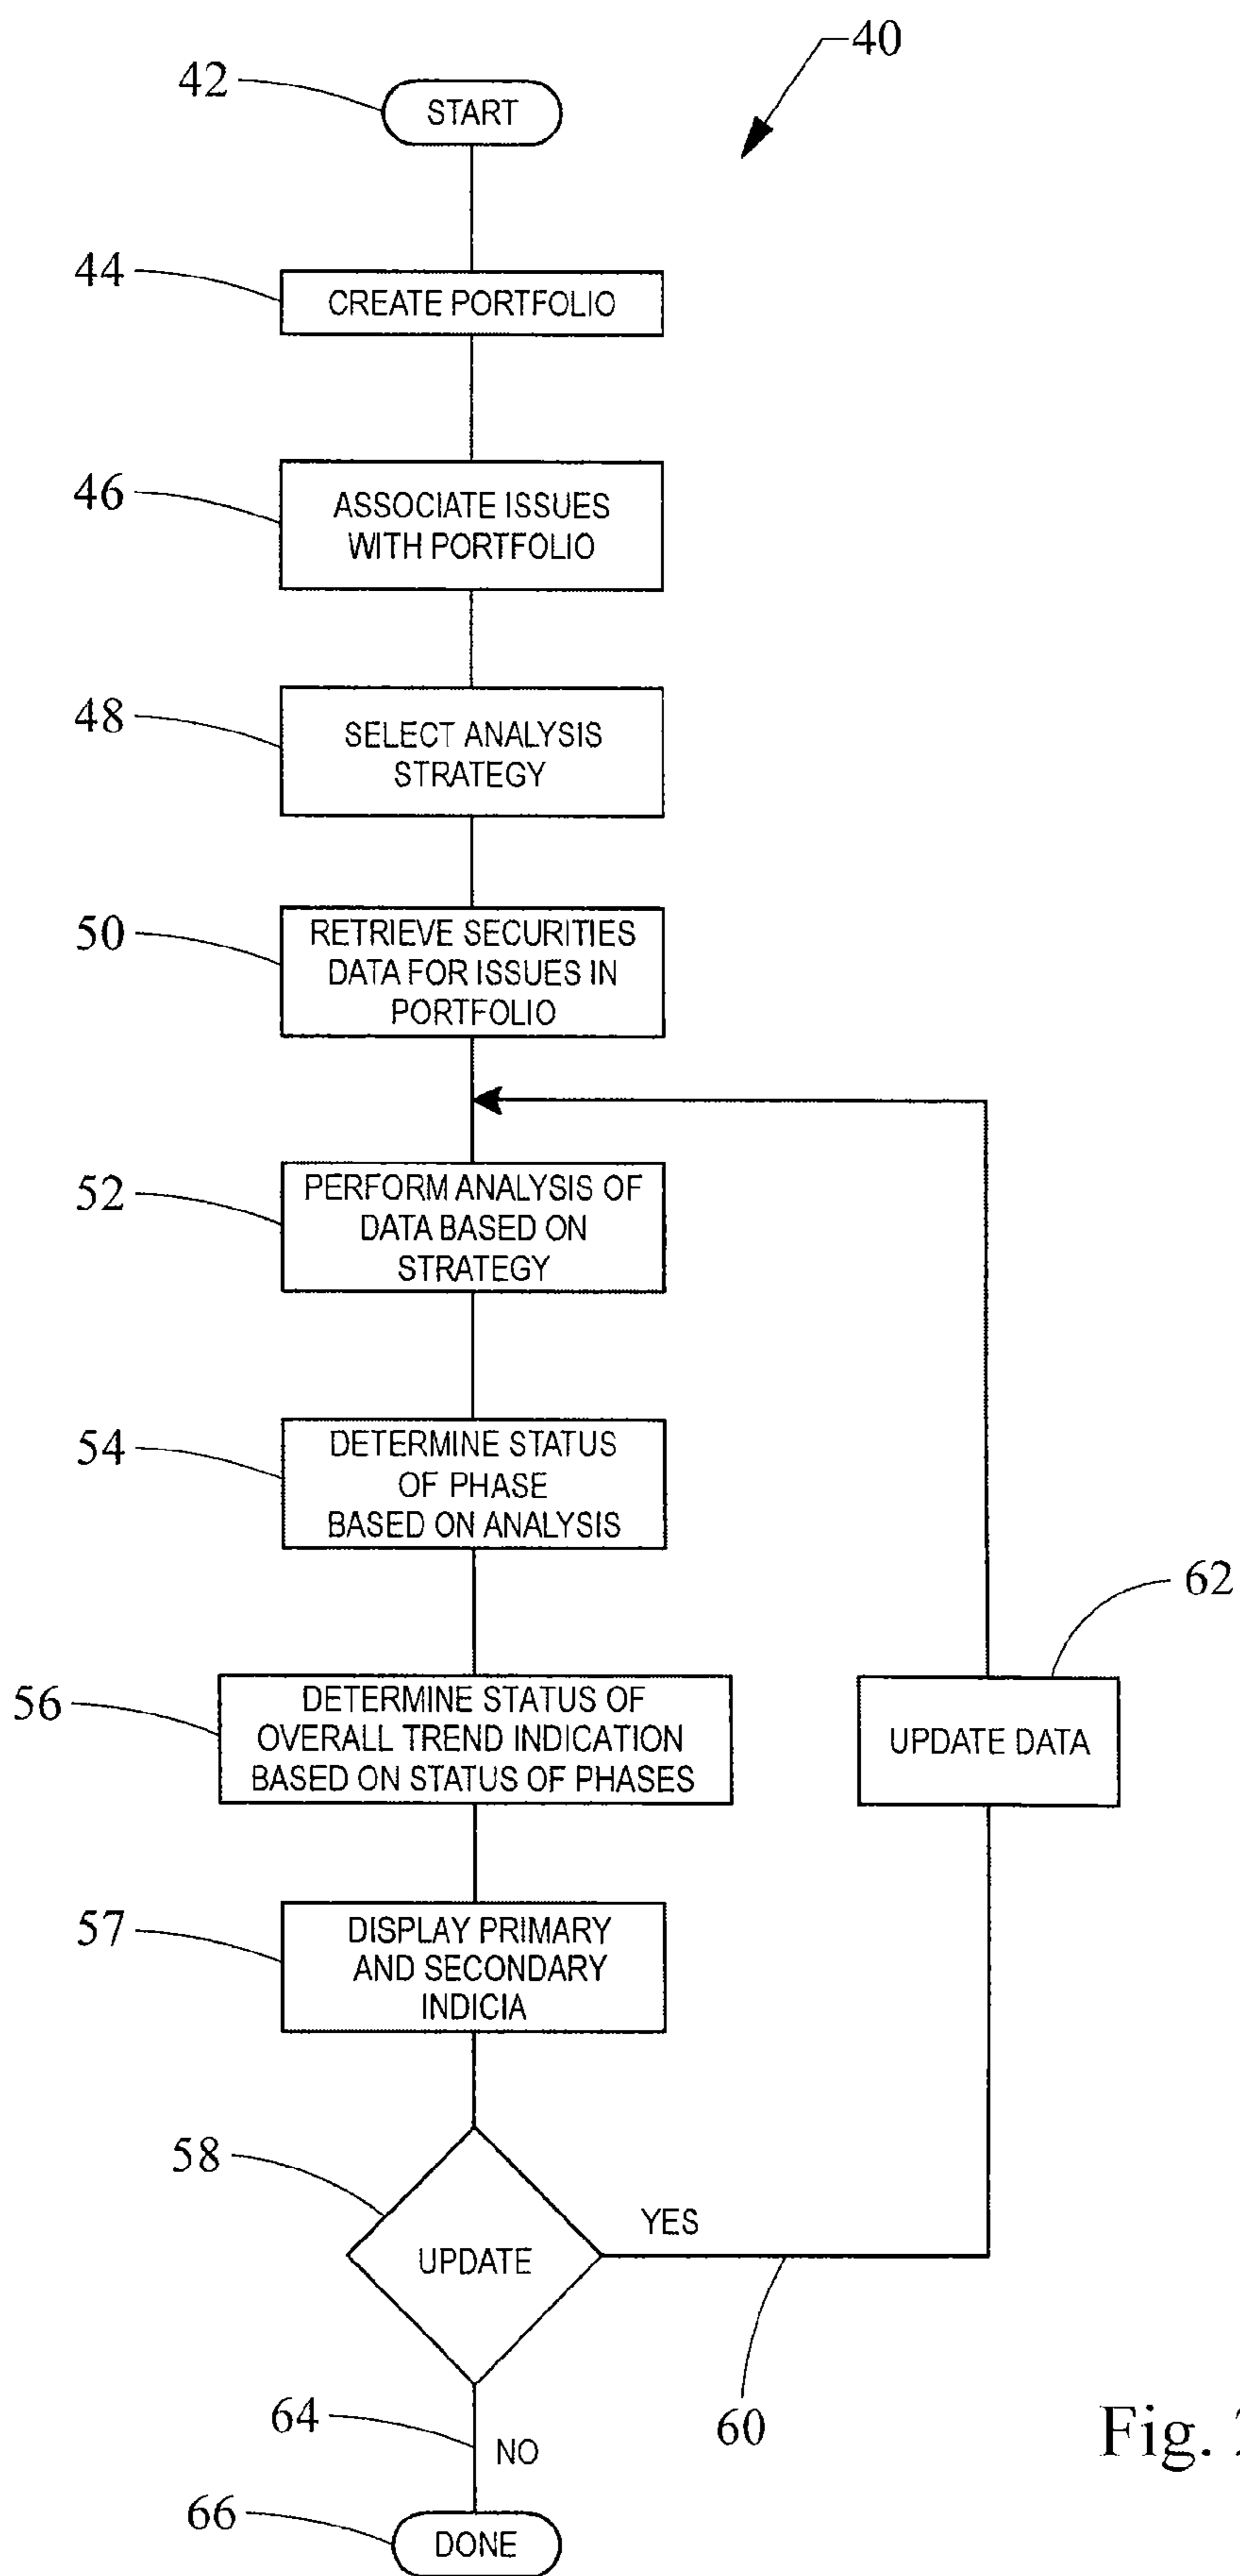 40
42
START
44
CREATE PORTFOLIO
46
ASSOCIATE ISSUES
WITH PORTFOLIO
48
SELECT ANALYSIS
STRATEGY
50
RETRIEVE SECURITIES
DATA FOR ISSUES IN
PORTFOLIO
52
PERFORM ANALYSIS OF
DATA BASED ON
STRATEGY
54
DETERMINE STATUS
OF PHASE
BASED ON ANALYSIS
62
UPDATE DATA
56
DETERMINE STATUS OF
OVERALL TREND INDICATION
BASED ON STATUS OF PHASES
57
DISPLAY PRIMARY
AND SECONDARY
INDICIA
58
UPDATE
YES
60
64
NO
66
DONE
Fig.